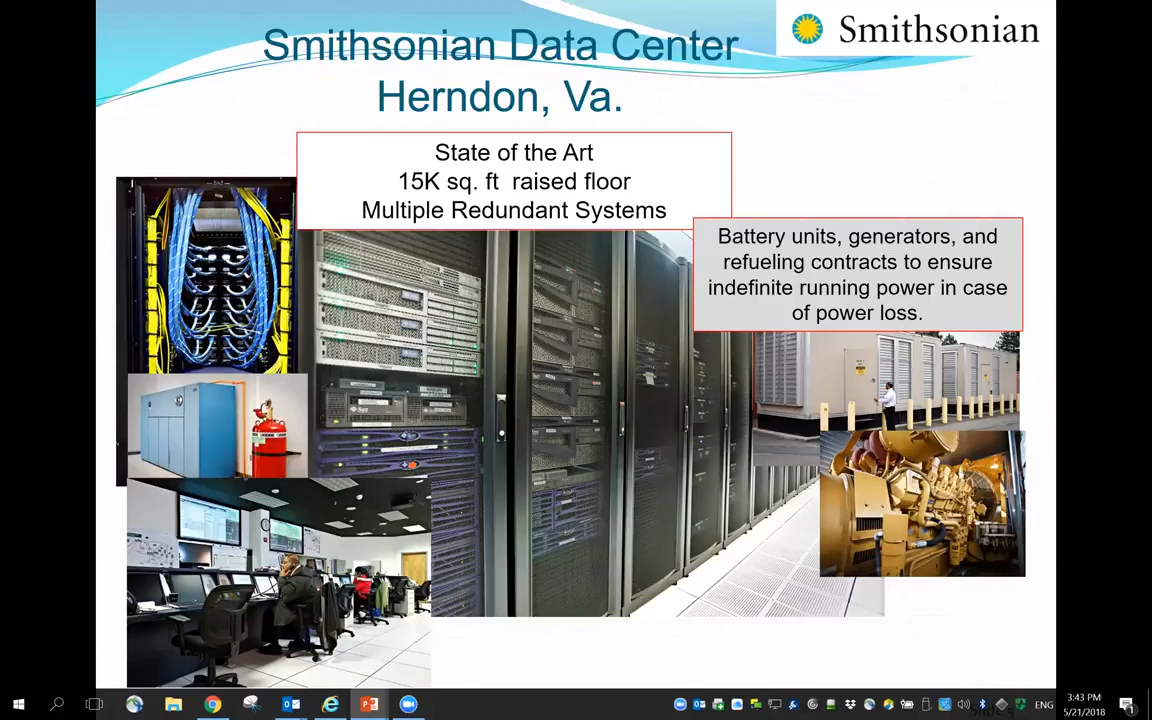 Smithsonian
Smithsonian Data Center
Herndon, Va.
State of the Art
15K sq. ft  raised floor
Multiple Redundant Systems
Battery units, generators, and
refueling contracts to ensure
indefinite running power in case
of power loss.
ENG
3:43 PM
5/21/2018